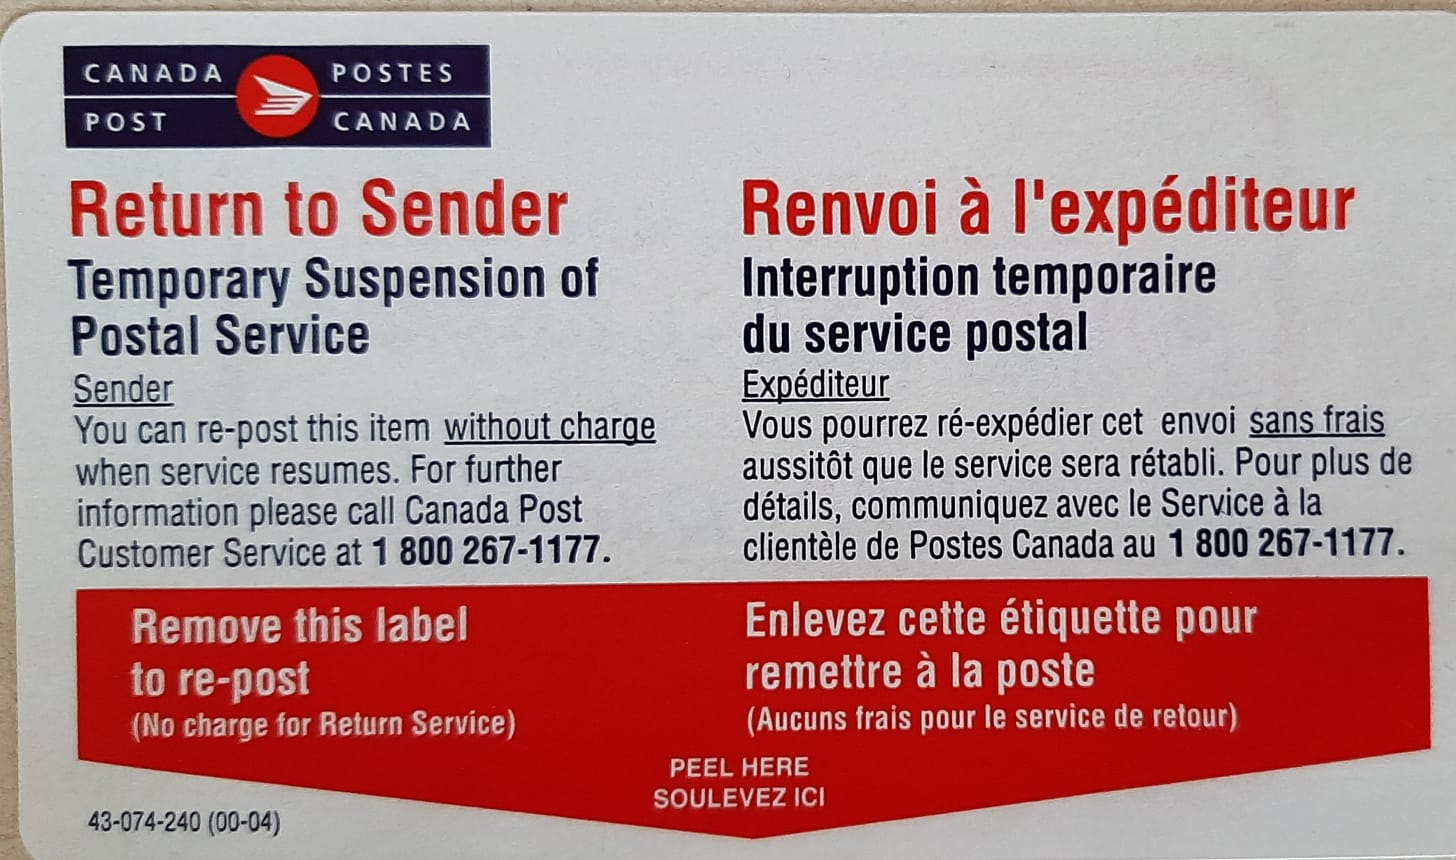 CANADA POSTES
POST CANADA
Return to Sender
Temporary Suspension of
Postal Service
Sender
You can re-post this item without charge
when service resumes. For further
information please call Canada Post
Customer Service at 1 800 267-1177.
Renvoi à l'expéditeur
Interruption temporaire
du service postal
Expéditeur
Vous pourrez ré-expédier cet envoi sans frais
aussitôt que le service sera rétabli. Pour plus de
détails, communiquez avec le Service à la
clientèle de Postes Canada au 1 800 267-1177.
Remove this label
to re-post
(No charge for Return Service)
Enlevez cette étiquette pour
remettre à la poste
(Aucuns frais pour le service de retour)
PEEL HERE
SOULEVEZ ICI
43-074-240 (00-04)